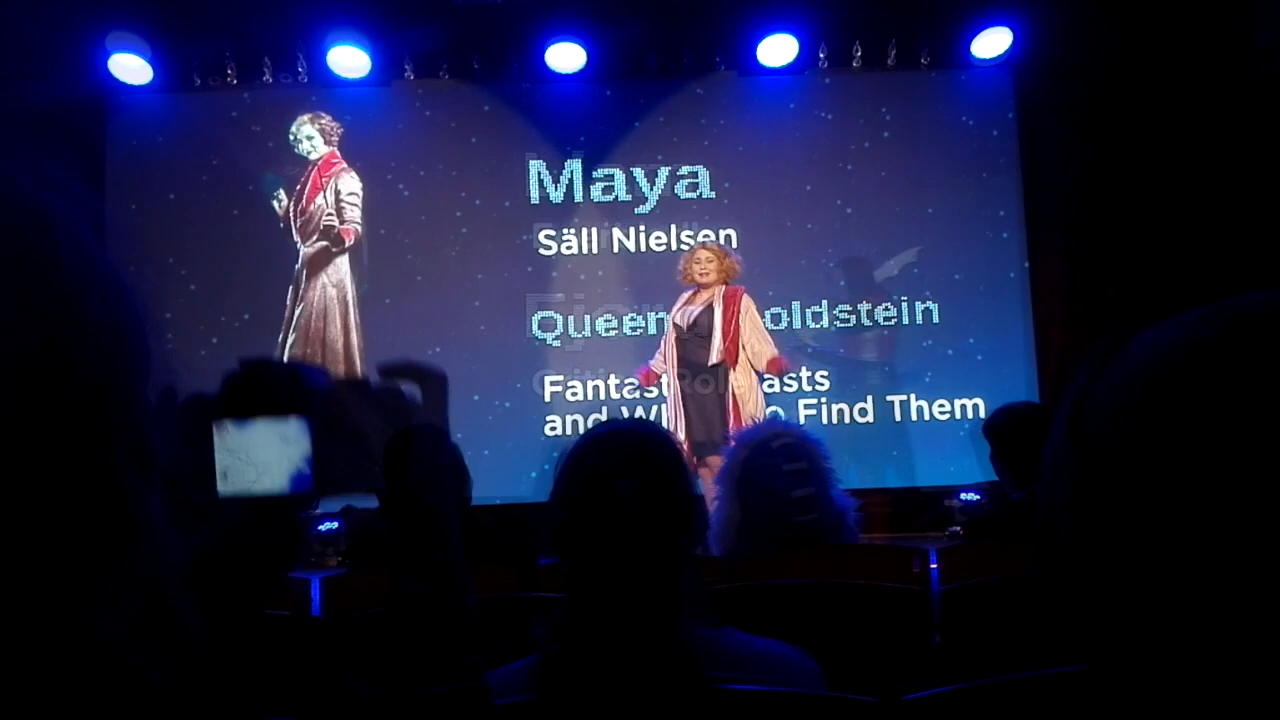 Maya
Säll Nielsen
Queen oldstein
Fantast asts
and Wh o Find Them